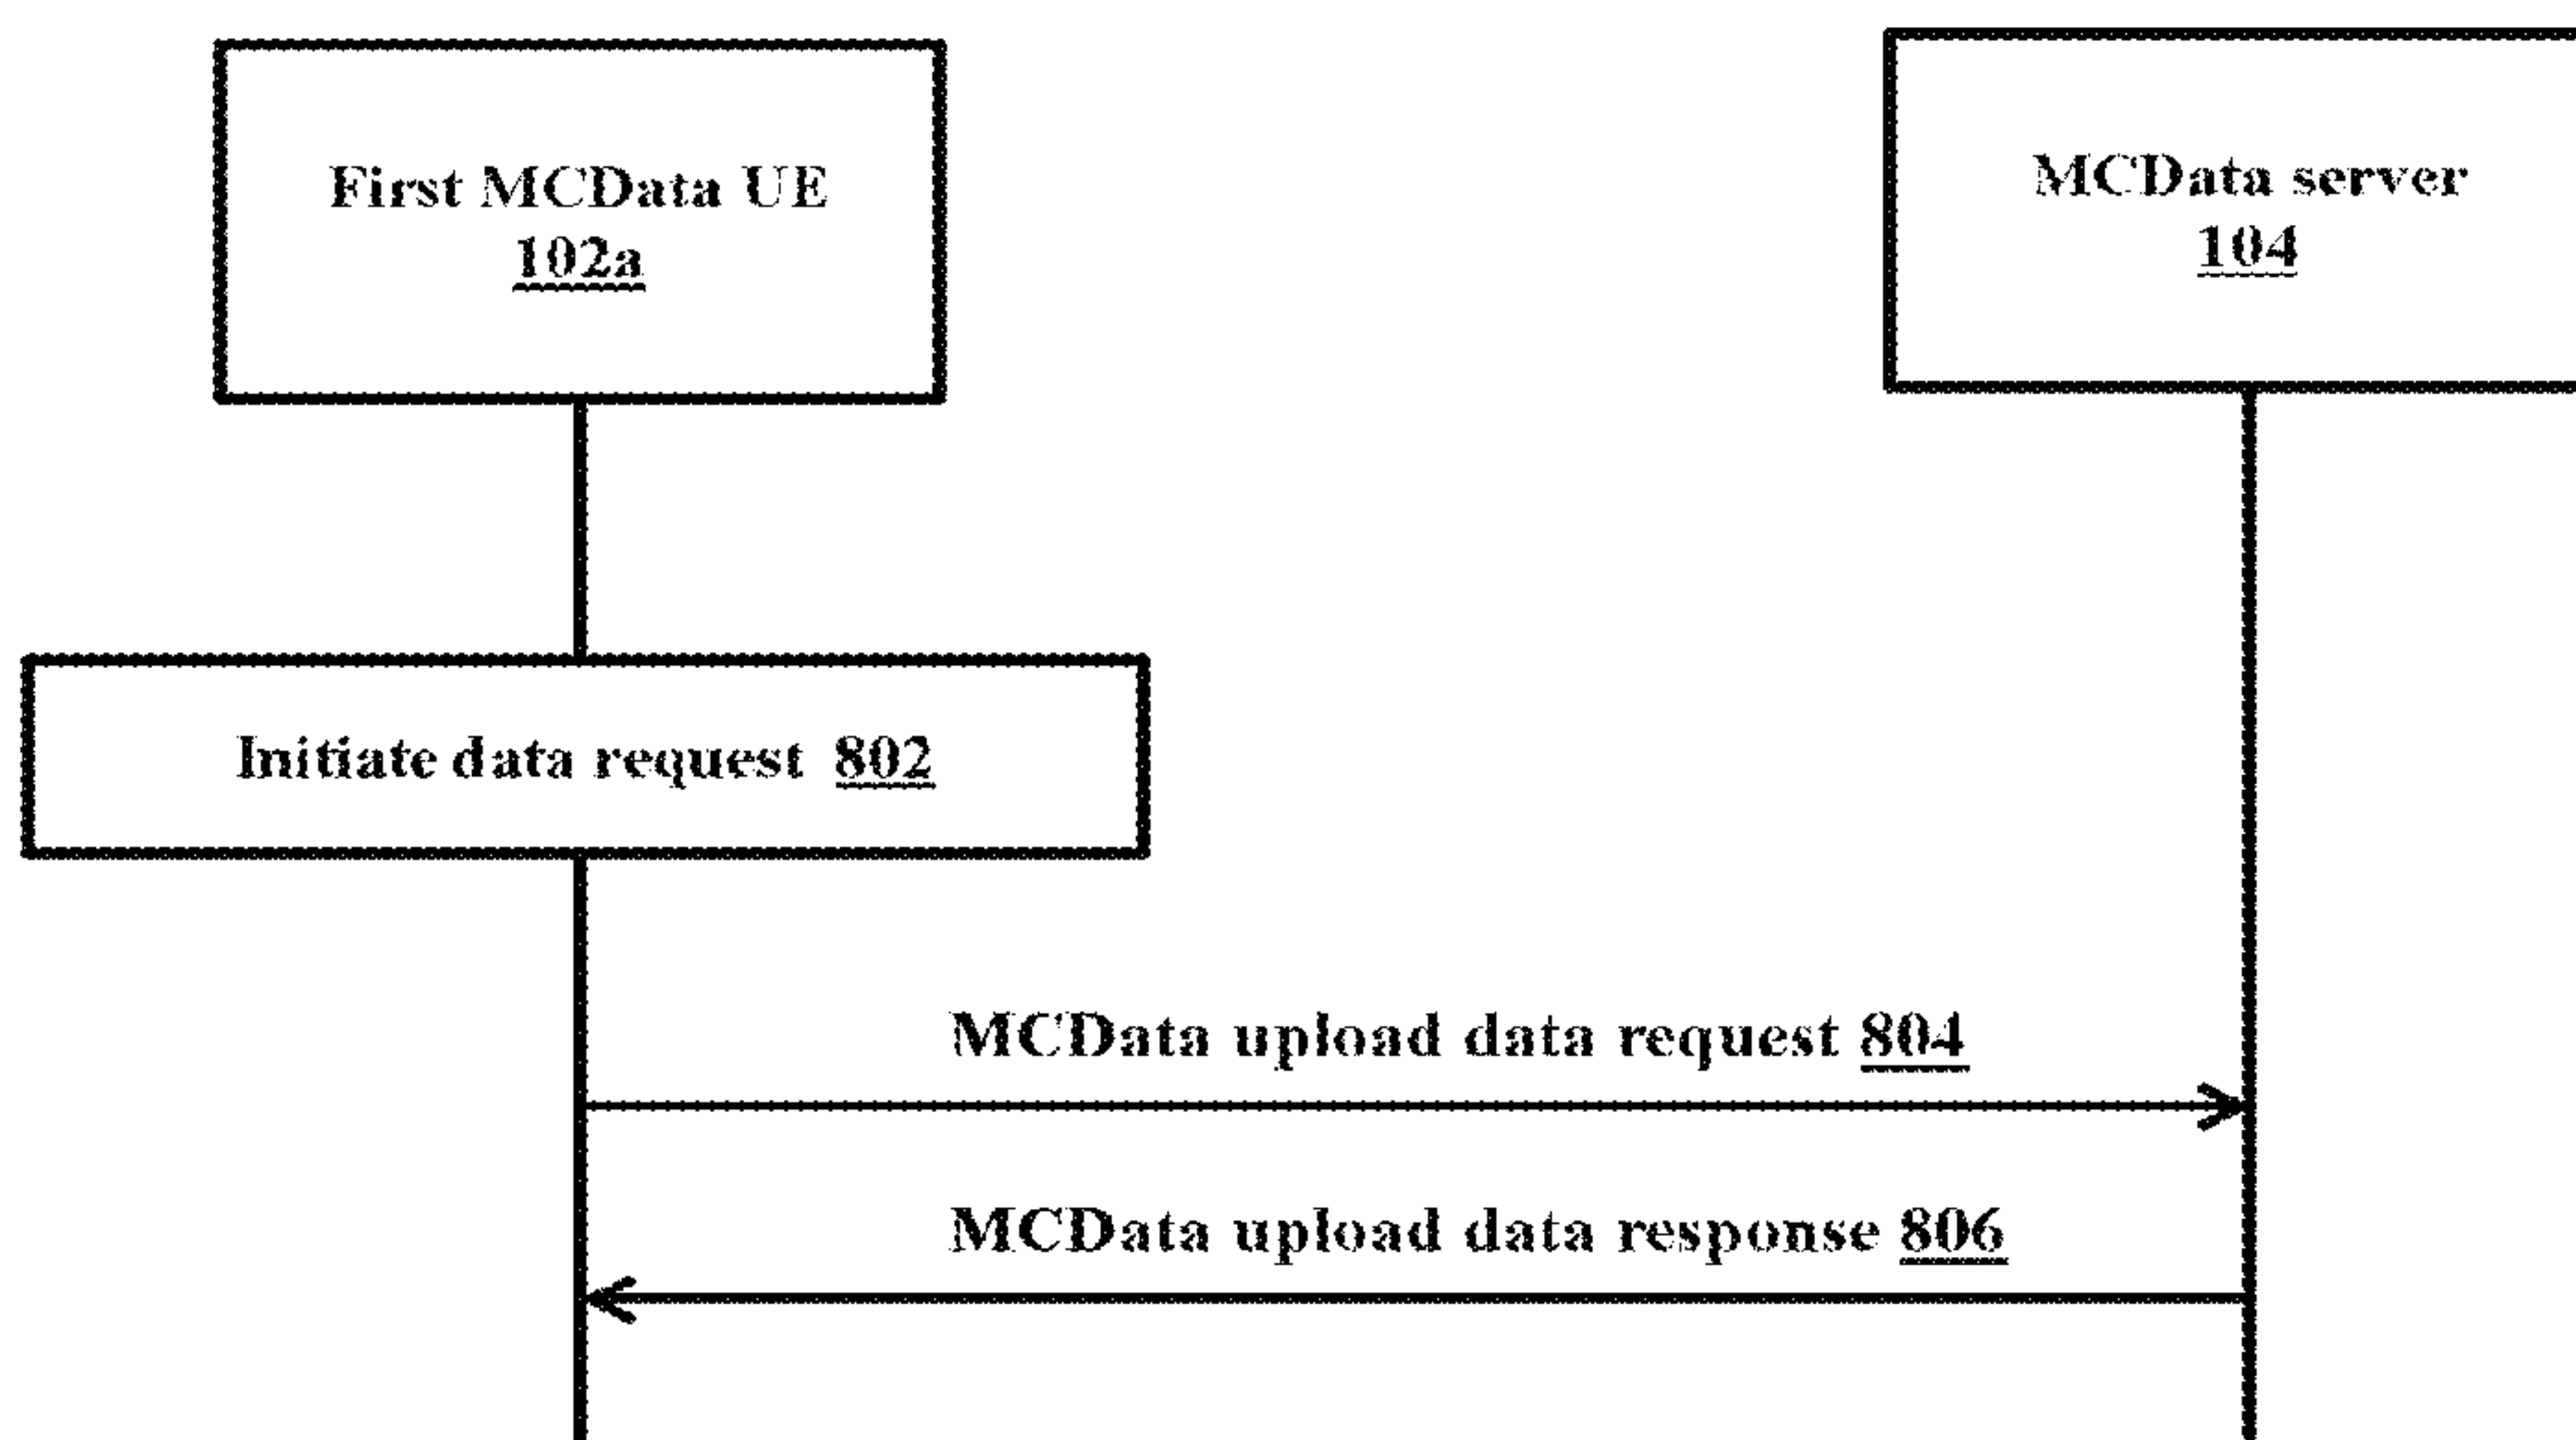 First MCData UE
102a
MCData server
104
Initiate data request 802
MCData upload data request 804
MCData upload data response 806